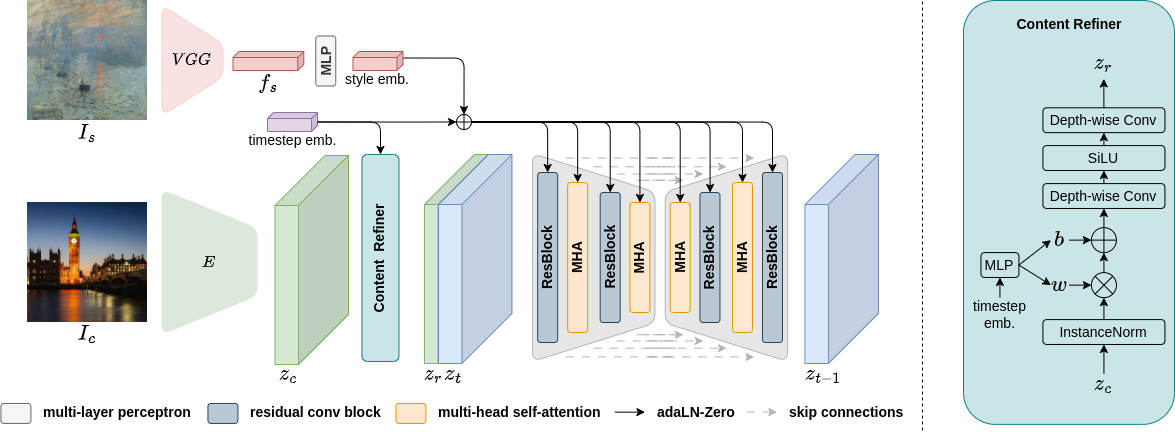 VGG
f_s
MLP
style emb.
I_s
timestep emb.
E
I_c
z_c
Content Refiner
z_r z_t
ResBlock
MHA
ResBlock
MHA
MHA
ResBlock
MHA
ResBlock
z_{t-1}
multi-layer perceptron
residual conv block
multi-head self-attention
adaLN-Zero
skip connections
Content Refiner
z_r
Depth-wise Conv
SiLU
Depth-wise Conv
b
MLP
w
timestep
emb.
InstanceNorm
z_c